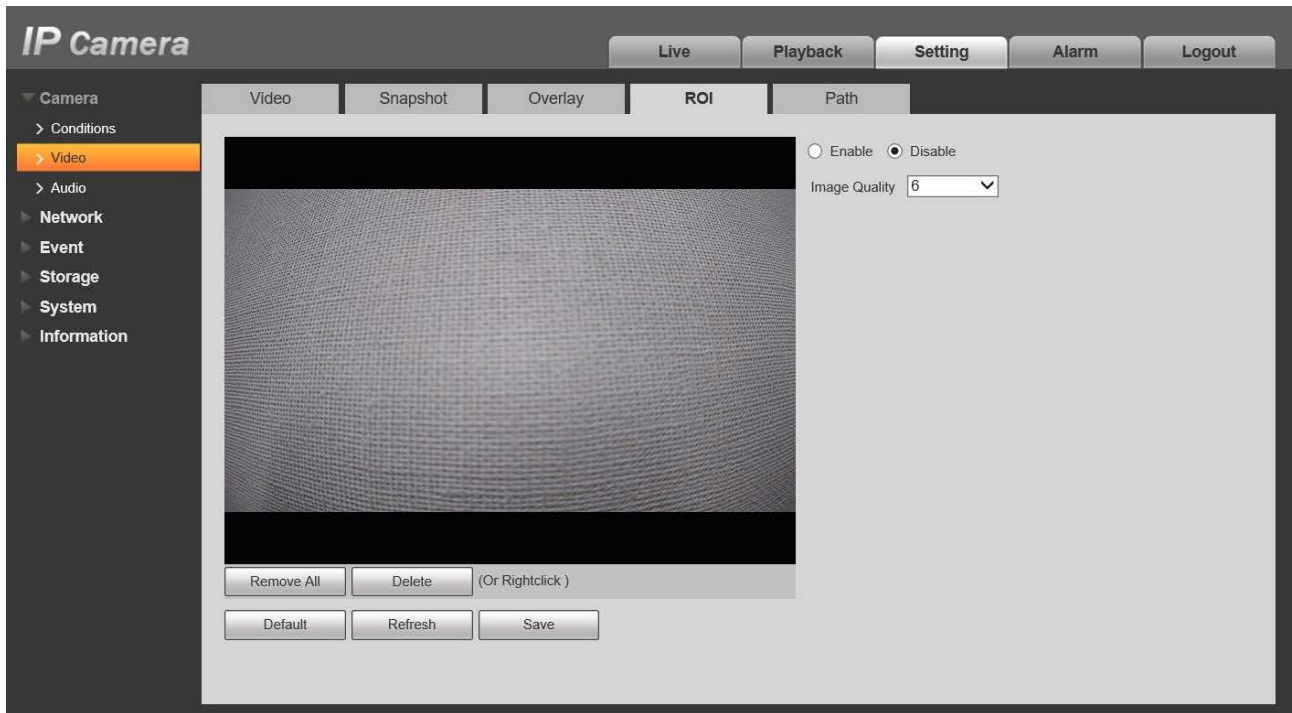 IP Camera
Live Playback Setting Alarm Logout
Camera
Conditions
Video
Audio
Network
Event
Storage
System
Information
Video Snapshot Overlay ROI Path
Enable Disable
Image Quality 6
Remove All Delete (Or Rightclick )
Default Refresh Save